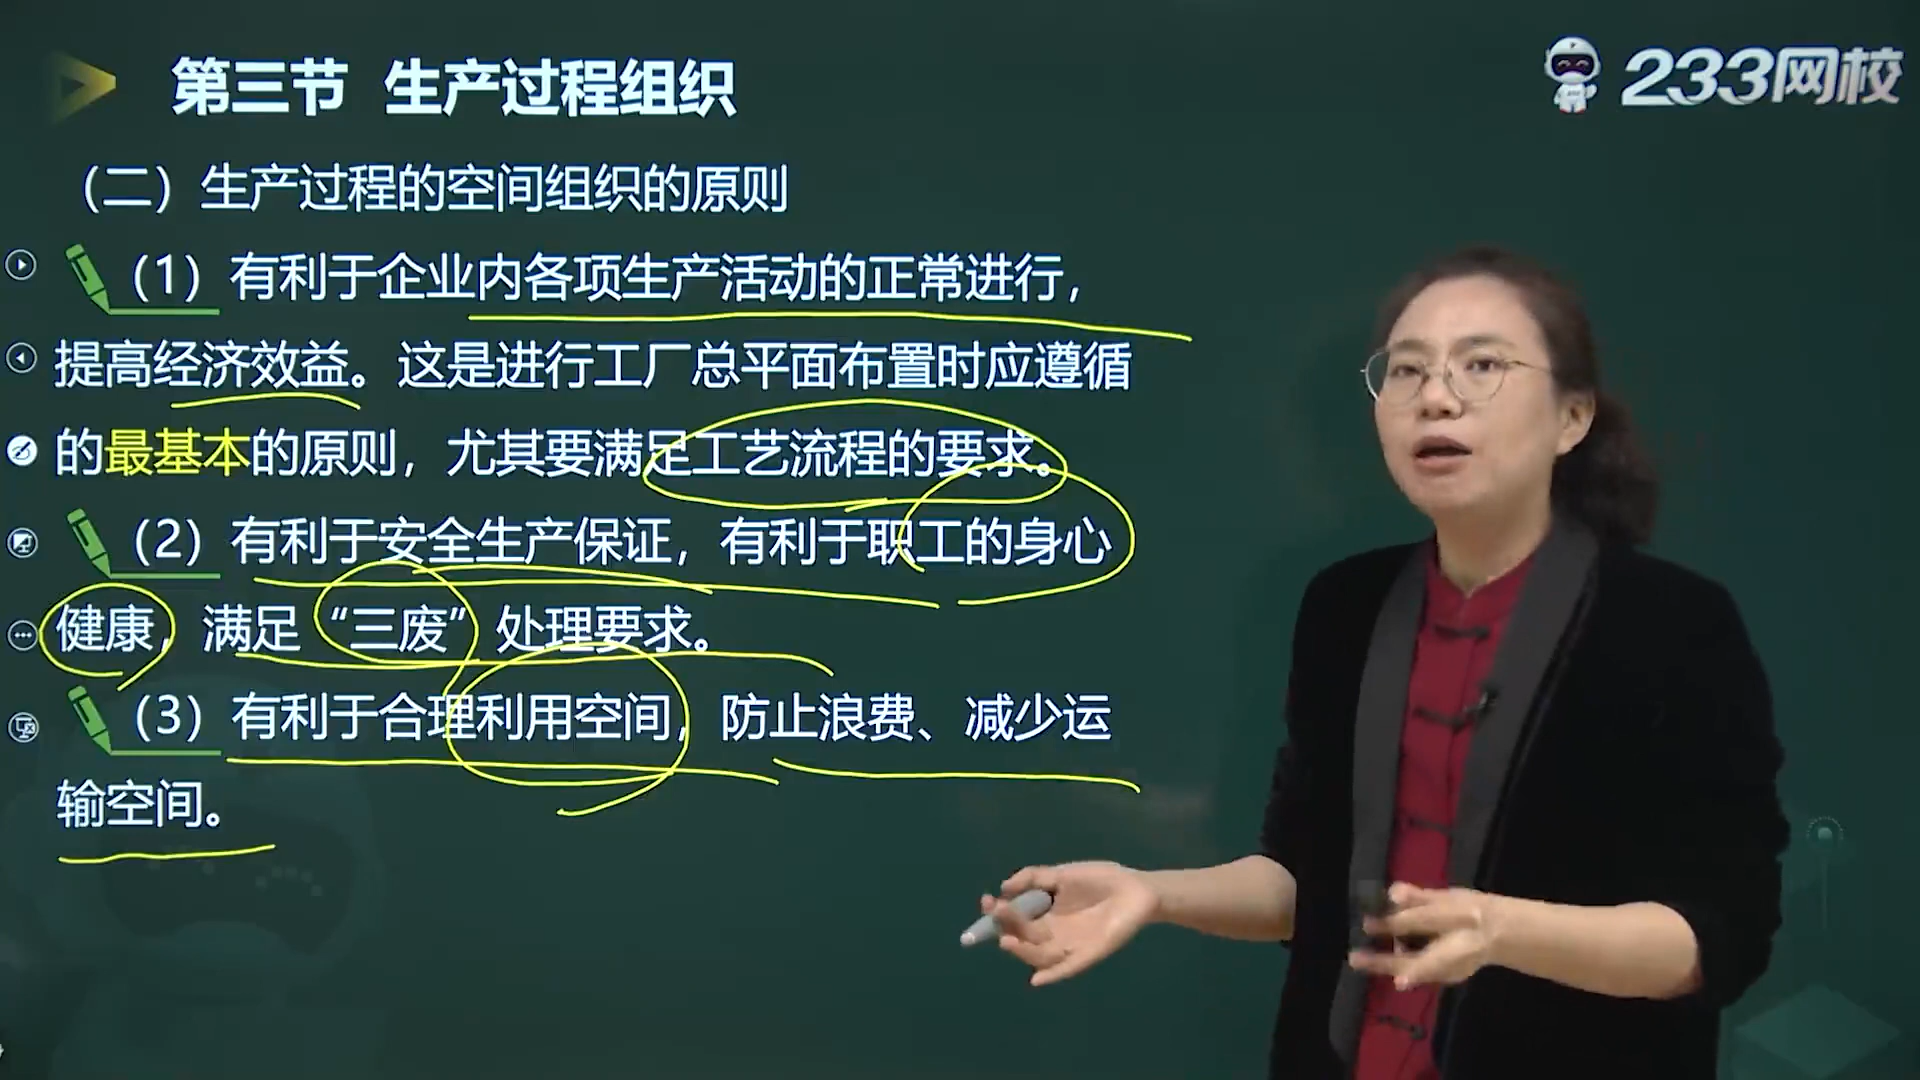 第三节 生产过程组织
233网校
（二）生产过程的空间组织的原则
（1）有利于企业内各项生产活动的正常进行，
提高经济效益。这是进行工厂总平面布置时应遵循
的最基本的原则，尤其要满足工艺流程的要求。
（2）有利于安全生产保证，有利于职工的身心
健康，满足“三废”处理要求。
（3）有利于合理利用空间，防止浪费、减少运
输空间。